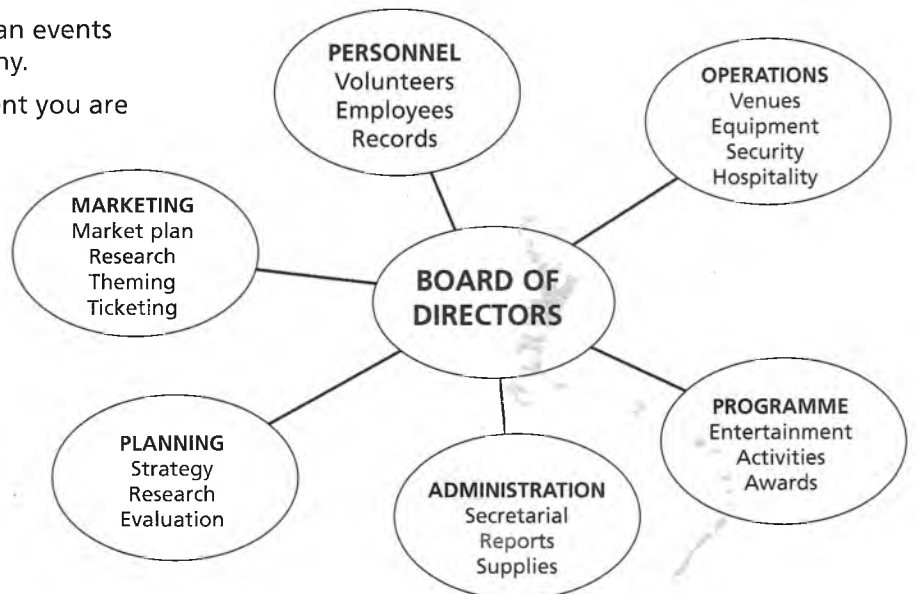 an events
ny.
ent you are
PERSONNEL
Volunteers
Employees
Records
OPERATIONS
Venues
Equipment
Security
Hospitality
MARKETING
Market plan
Research
Theming
Ticketing
BOARD OF
DIRECTORS
PROGRAMME
Entertainment
Activities
Awards
PLANNING
Strategy
Research
Evaluation
ADMINISTRATION
Secretarial
Reports
Supplies